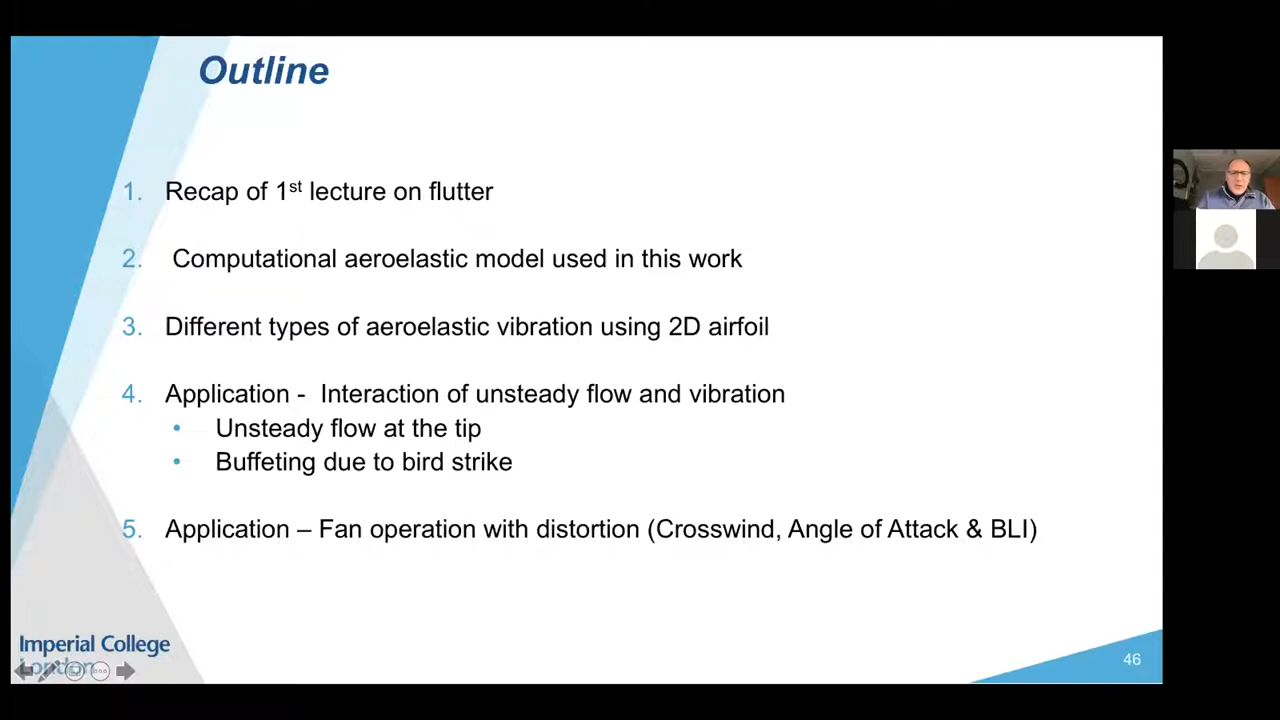 Outline
1. Recap of 1st lecture on flutter
2. Computational aeroelastic model used in this work
3. Different types of aeroelastic vibration using 2D airfoil
4. Application - Interaction of unsteady flow and vibration
• Unsteady flow at the tip
• Buffeting due to bird strike
5. Application – Fan operation with distortion (Crosswind, Angle of Attack & BLI)
Imperial College
London
46